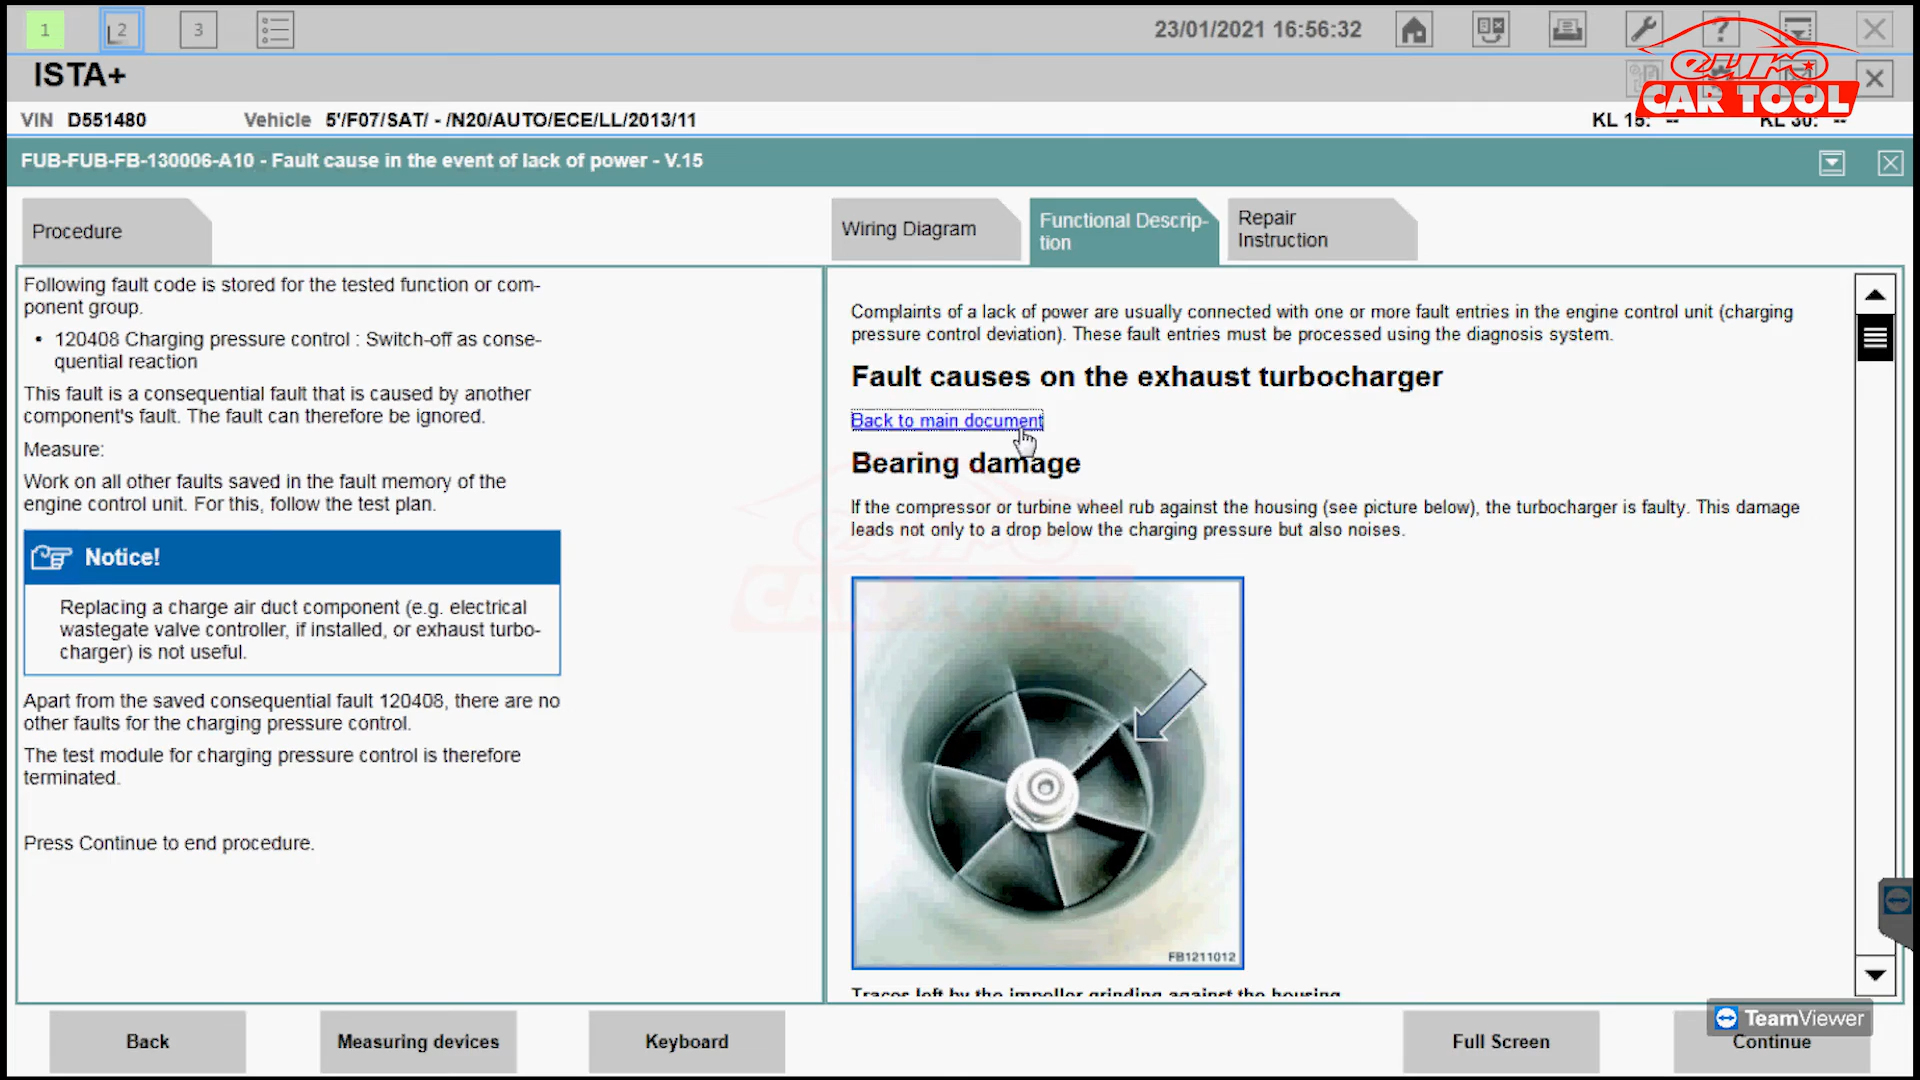 1
2
3
23/01/2021 16:56:32
?
ISTA+
euro
CAR TOOL
VIN D551480
Vehicle 5'/F07/SAT/ - /N20/AUTO/ECE/LL/2013/11
KL 15: --
KL 30: --
FUB-FUB-FB-130006-A10 - Fault cause in the event of lack of power - V.15
Procedure
Wiring Diagram
Functional Descrip-
tion
Repair
Instruction
Following fault code is stored for the tested function or com-
ponent group.
• 120408 Charging pressure control : Switch-off as conse-
quential reaction
This fault is a consequential fault that is caused by another
component's fault. The fault can therefore be ignored.
Measure:
Work on all other faults saved in the fault memory of the
engine control unit. For this, follow the test plan.
Notice!
Replacing a charge air duct component (e.g. electrical
wastegate valve controller, if installed, or exhaust turbo-
charger) is not useful.
Apart from the saved consequential fault 120408, there are no
other faults for the charging pressure control.
The test module for charging pressure control is therefore
terminated.
Press Continue to end procedure.
Complaints of a lack of power are usually connected with one or more fault entries in the engine control unit (charging
pressure control deviation). These fault entries must be processed using the diagnosis system.
Fault causes on the exhaust turbocharger
Back to main document
Bearing damage
If the compressor or turbine wheel rub against the housing (see picture below), the turbocharger is faulty. This damage
leads not only to a drop below the charging pressure but also noises.
euro
CAR TOOL
FB1211012
Traces left by the impeller grinding against the housing
Back
Measuring devices
Keyboard
Full Screen
TeamViewer
Continue